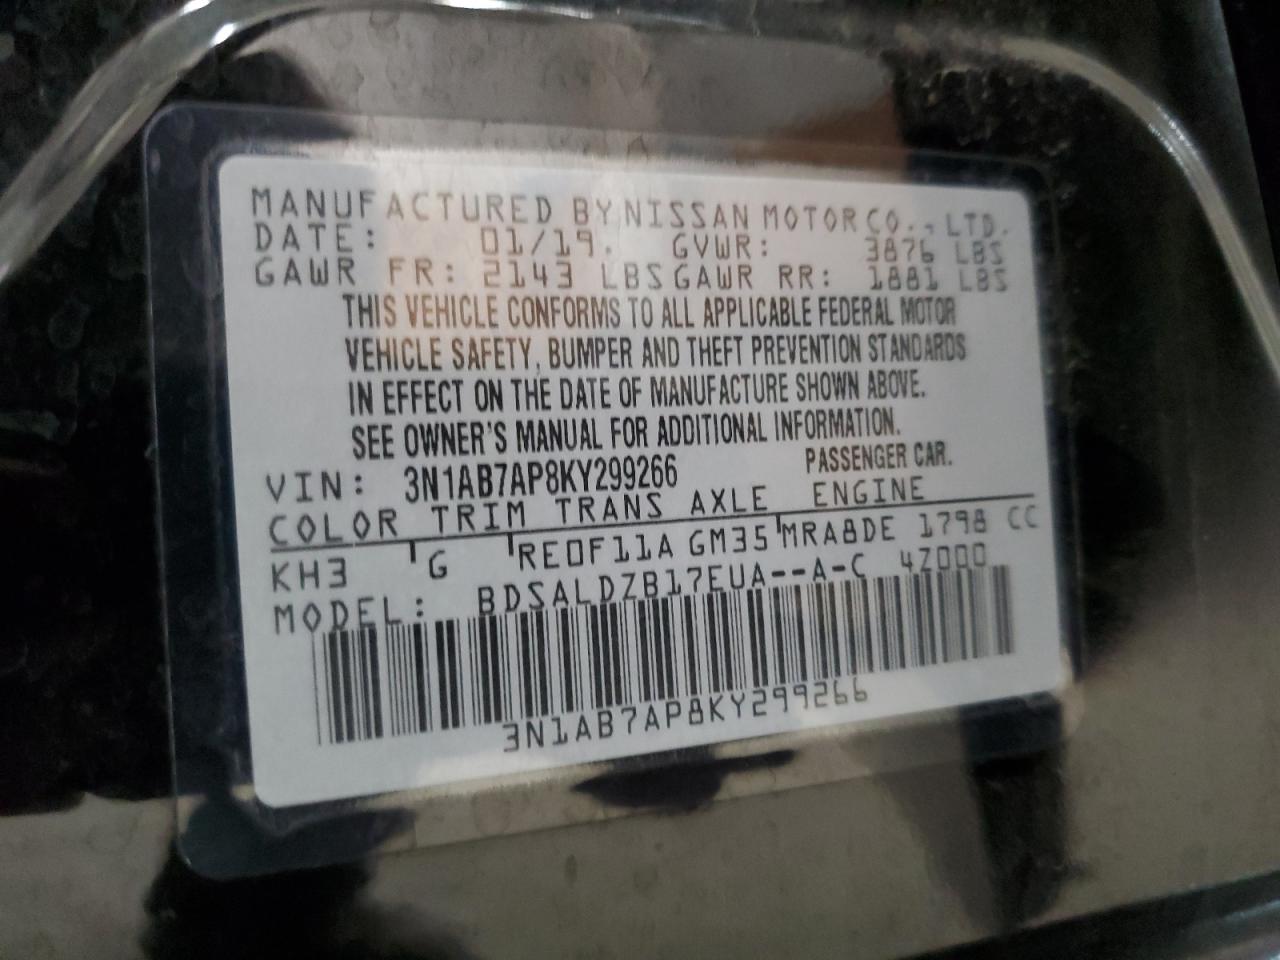 MANUFACTURED BY NISSAN MOTOR CO., LTD.
DATE: 01/19. GVWR: 3876 LBS
GAWR FR: 2143 LBS GAWR RR: 1881 LBS
THIS VEHICLE CONFORMS TO ALL APPLICABLE FEDERAL MOTOR
VEHICLE SAFETY, BUMPER AND THEFT PREVENTION STANDARDS
IN EFFECT ON THE DATE OF MANUFACTURE SHOWN ABOVE.
SEE OWNER'S MANUAL FOR ADDITIONAL INFORMATION.
VIN: 3N1AB7AP8KY299266 PASSENGER CAR.
COLOR TRIM TRANS AXLE ENGINE
KH3 G RE0F11A GM35 MRA8DE 1798 CC
MODEL: BDSALDZB17EUA--A-C 4Z000
3N1AB7AP8KY299266